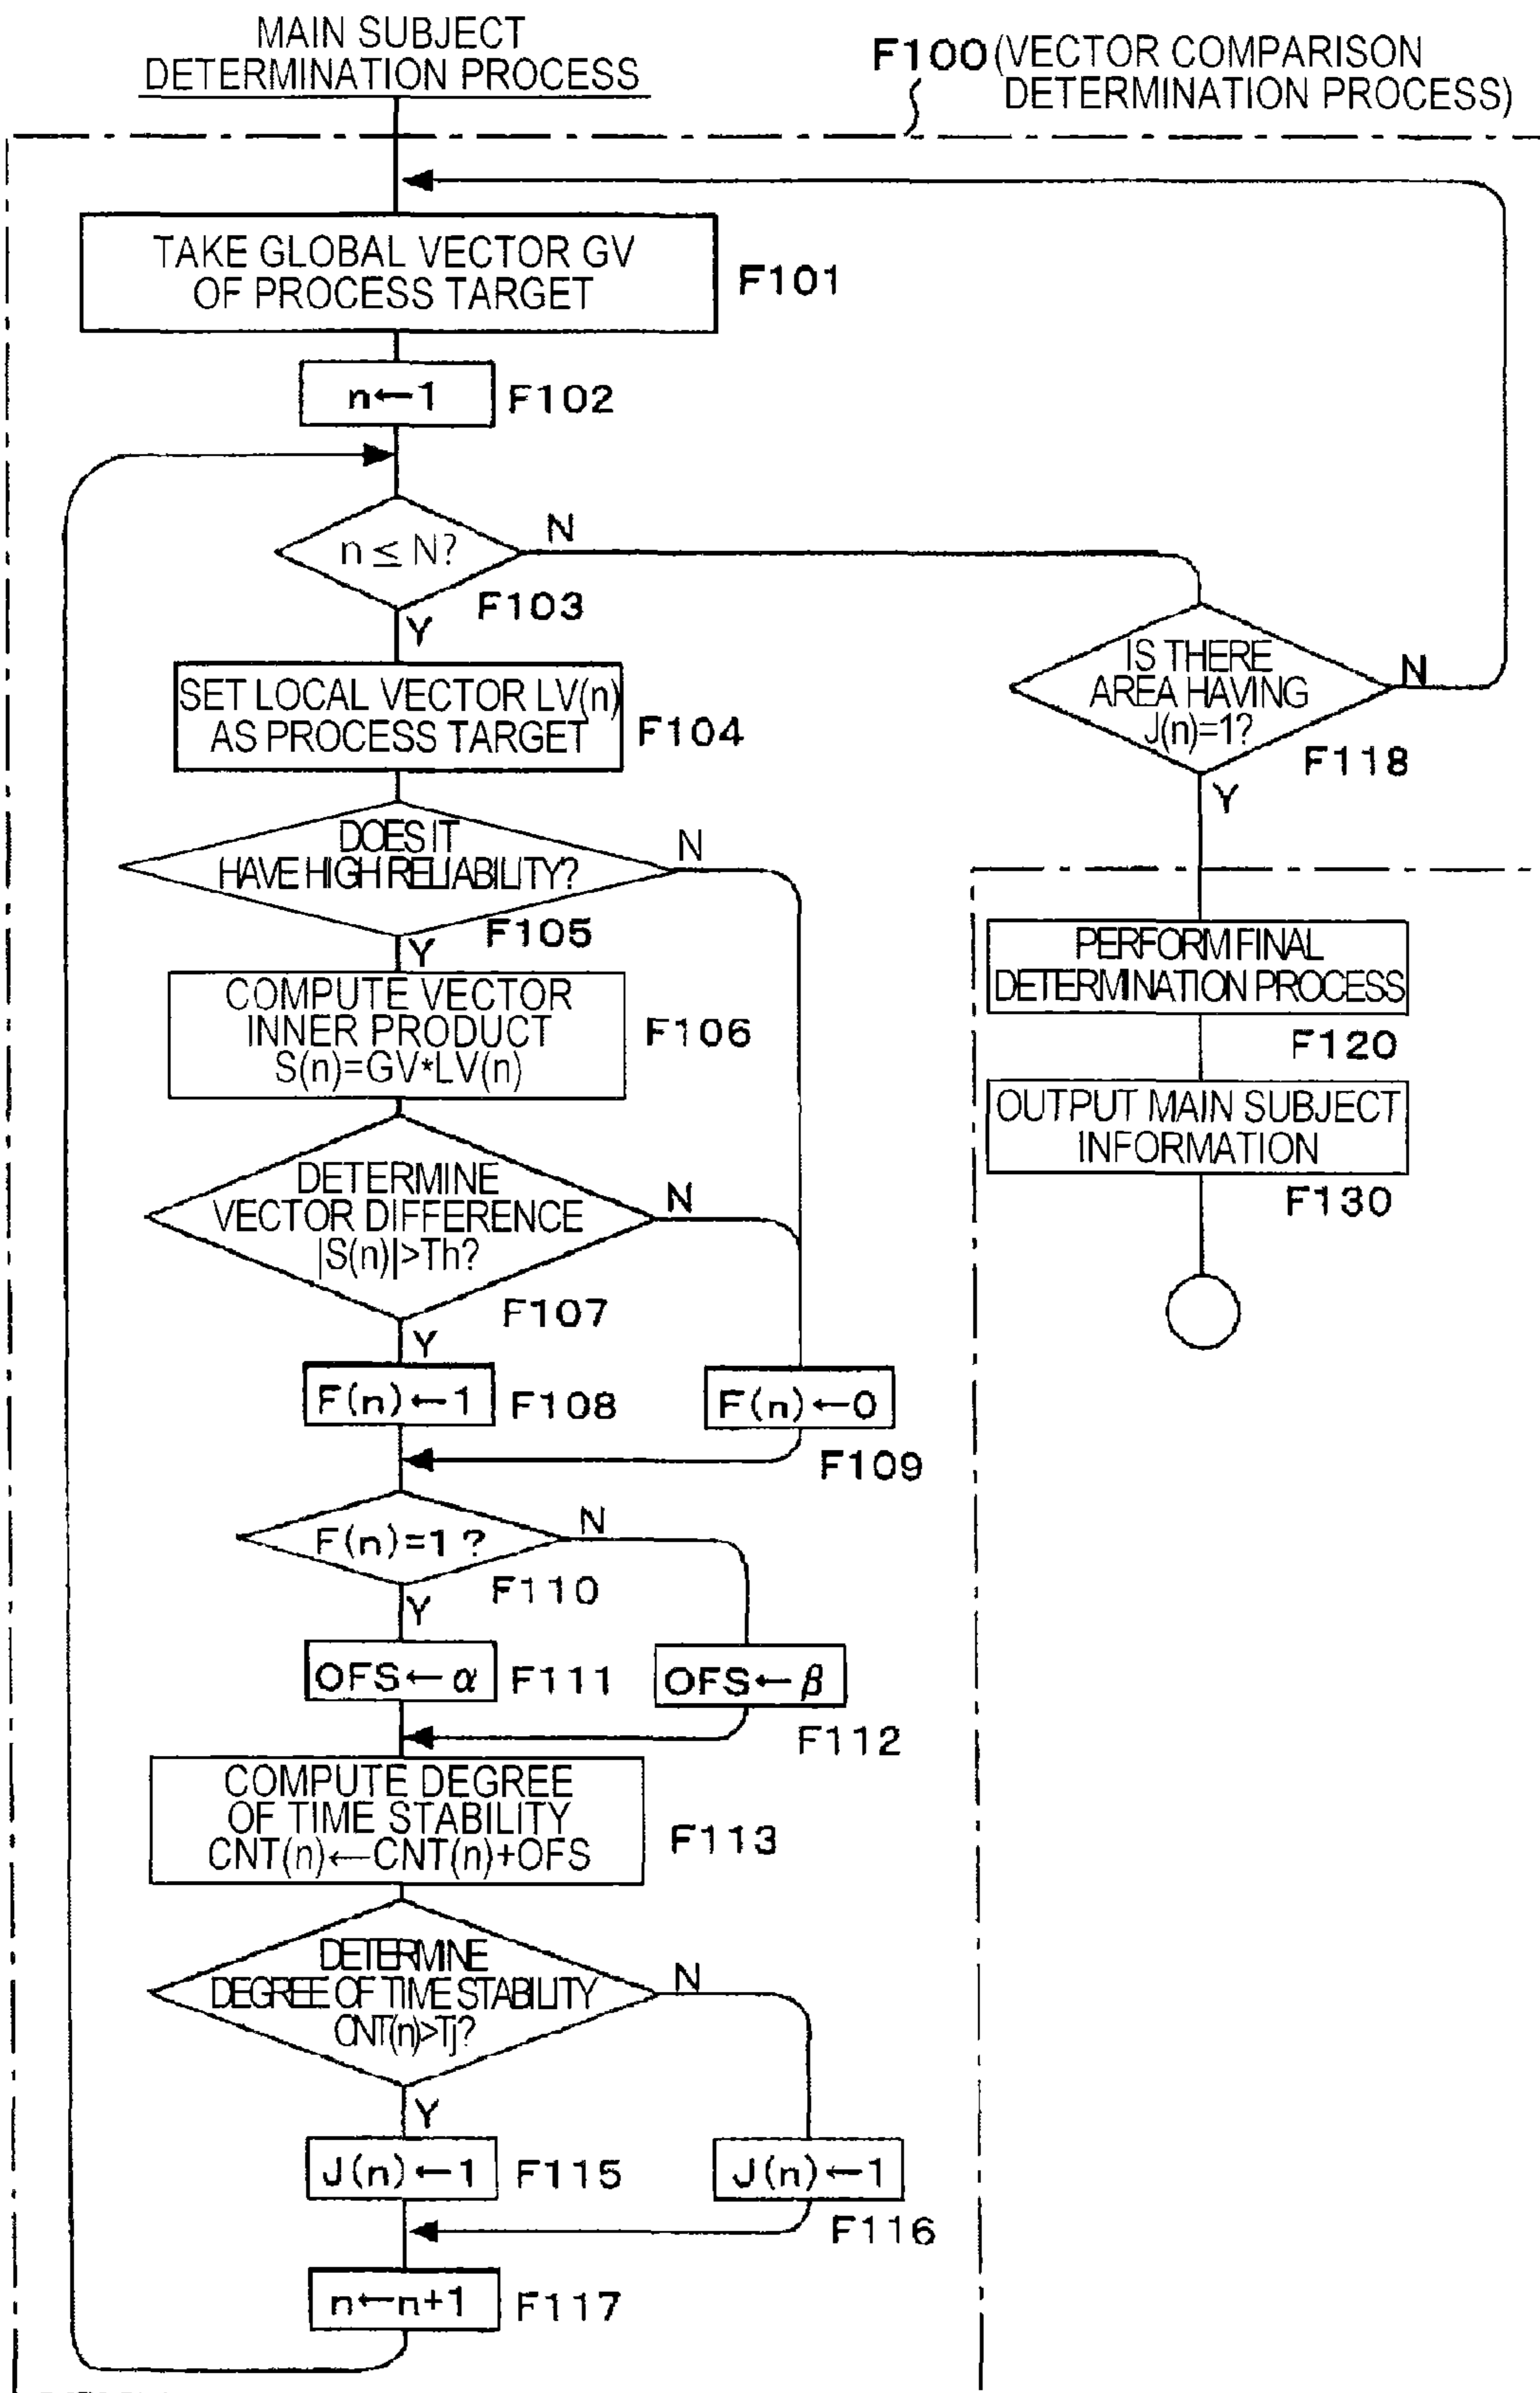 MAIN SUBJECT
DETERMINATION PROCESS
F100 (VECTOR COMPARISON
DETERMINATION PROCESS)
TAKE GLOBAL VECTOR GV
OF PROCESS TARGET
F101
n←1
F102
n ≤ N?
N
F103
Y
SET LOCAL VECTOR LV(n)
AS PROCESS TARGET
F104
DOES IT
HAVE HIGH RELIABILITY?
N
F105
Y
COMPUTE VECTOR
INNER PRODUCT
S(n)=GV*LV(n)
F106
DETERMINE
VECTOR DIFFERENCE
|S(n)|>Th?
N
F107
Y
F(n)←1
F108
F(n)←0
F109
F(n)=1?
N
F110
Y
OFS←α
F111
OFS←β
F112
COMPUTE DEGREE
OF TIME STABILITY
CNT(n)←CNT(n)+OFS
F113
DETERMINE
DEGREE OF TIME STABILITY
CNT(n)>Tj?
N
Y
J(n)←1
F115
J(n)←1
F116
n←n+1
F117
IS THERE
AREA HAVING
J(n)=1?
N
F118
Y
PERFORM FINAL
DETERMINATION PROCESS
F120
OUTPUT MAIN SUBJECT
INFORMATION
F130